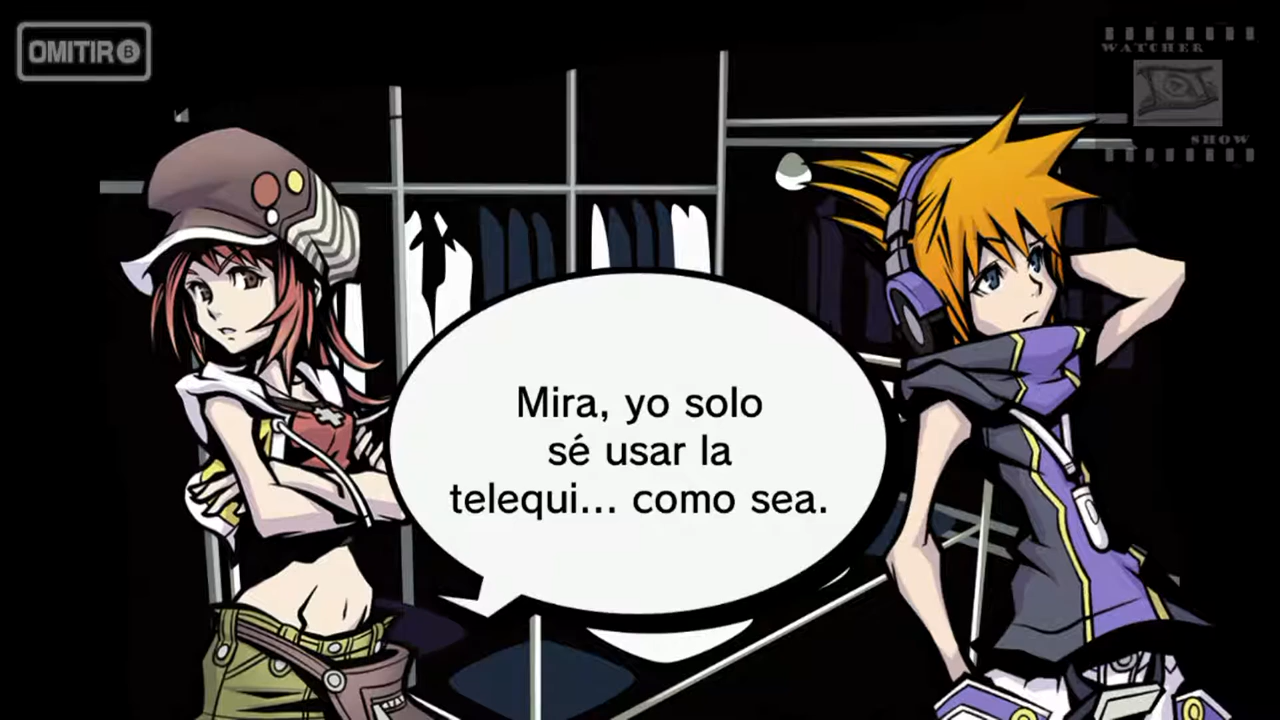 OMITIR B
WATCHER
SHOW
Mira, yo solo
sé usar la
telequi... como sea.